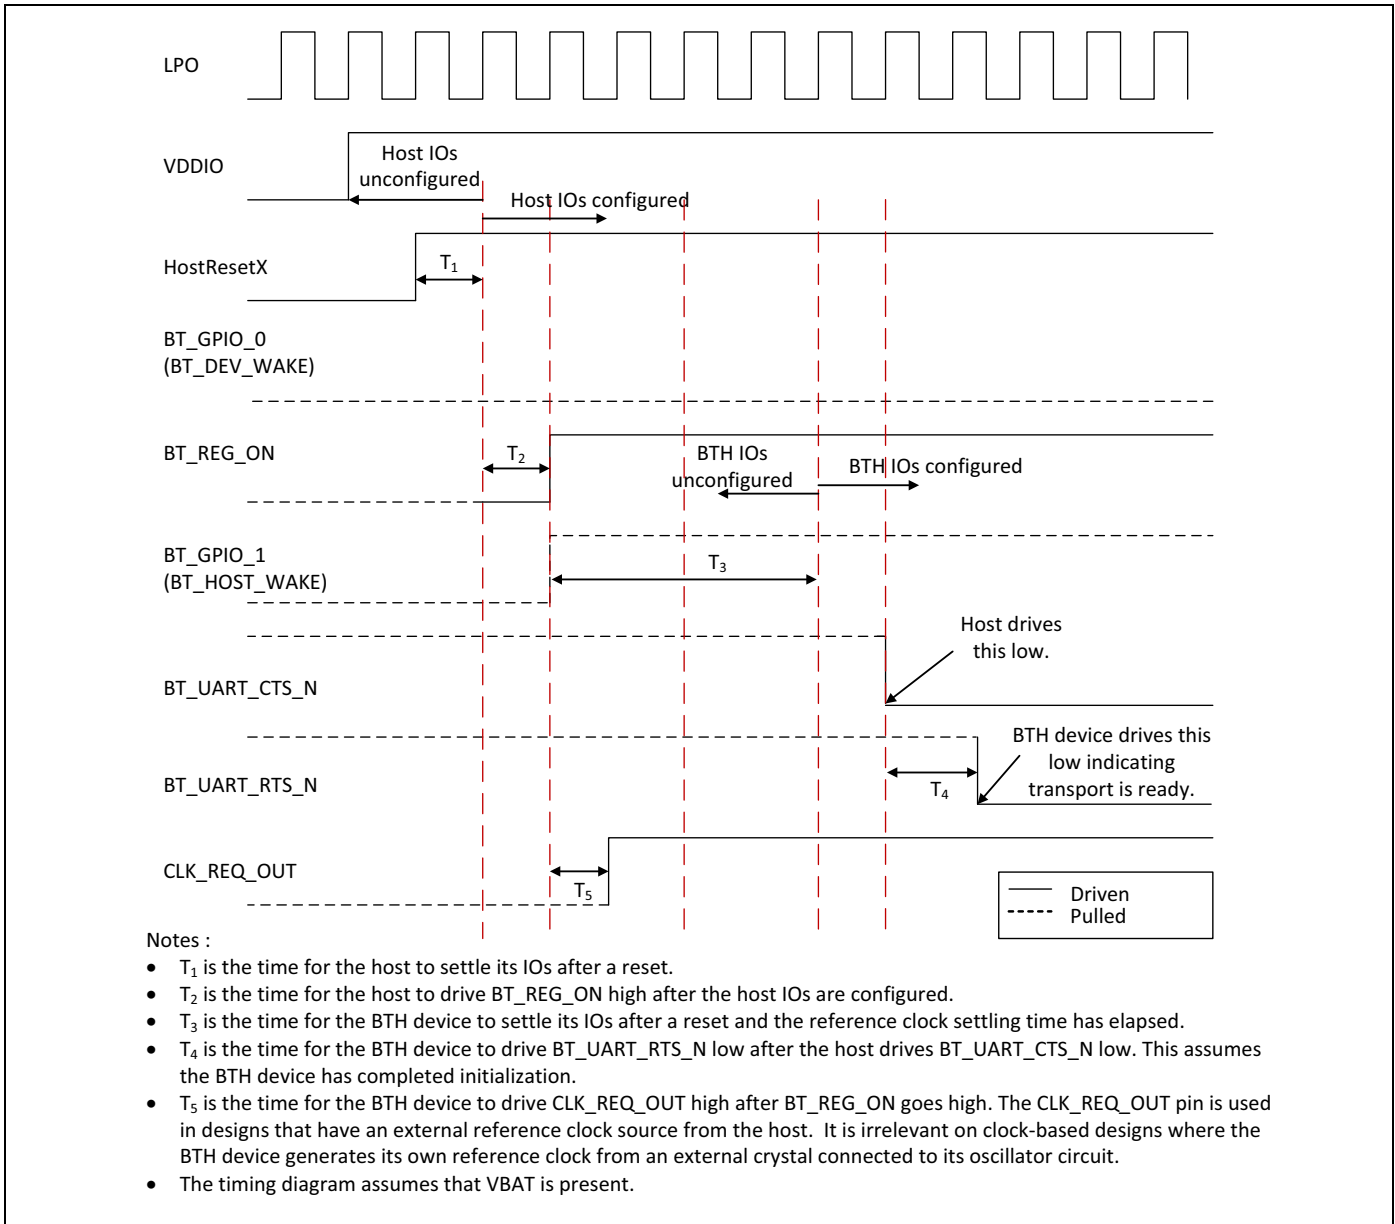 LPO
VDDIO
Host IOs
unconfigured
Host IOs configured
HostResetX
T1
BT_GPIO_0
(BT_DEV_WAKE)
BT_REG_ON
T2
BTH IOs
unconfigured
BTH IOs configured
BT_GPIO_1
(BT_HOST_WAKE)
T3
Host drives
this low.
BT_UART_CTS_N
BTH device drives this
low indicating
transport is ready.
BT_UART_RTS_N
T4
CLK_REQ_OUT
T5
Driven
Pulled
Notes :
• T1 is the time for the host to settle its IOs after a reset.
• T2 is the time for the host to drive BT_REG_ON high after the host IOs are configured.
• T3 is the time for the BTH device to settle its IOs after a reset and the reference clock settling time has elapsed.
• T4 is the time for the BTH device to drive BT_UART_RTS_N low after the host drives BT_UART_CTS_N low. This assumes
the BTH device has completed initialization.
• T5 is the time for the BTH device to drive CLK_REQ_OUT high after BT_REG_ON goes high. The CLK_REQ_OUT pin is used
in designs that have an external reference clock source from the host. It is irrelevant on clock-based designs where the
BTH device generates its own reference clock from an external crystal connected to its oscillator circuit.
• The timing diagram assumes that VBAT is present.